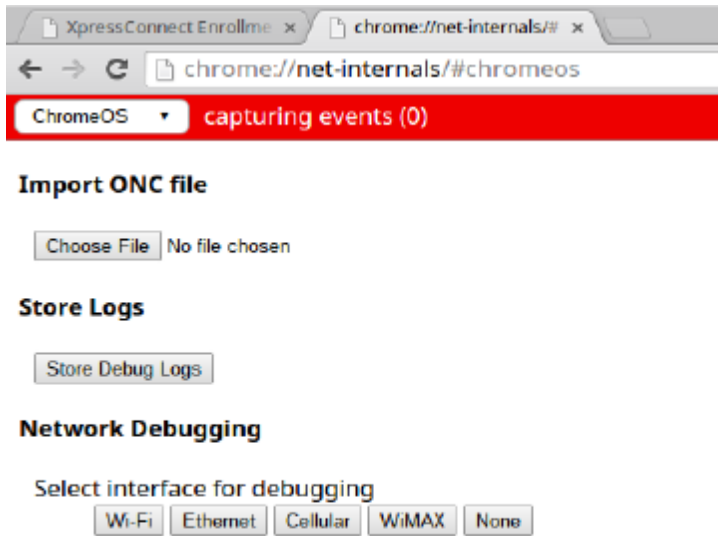 XpressConnect Enrollme
chrome://net-internals/#
chrome://net-internals/#chromeos
ChromeOS
capturing events (0)
Import ONC file
Choose File No file chosen
Store Logs
Store Debug Logs
Network Debugging
Select interface for debugging
Wi-Fi Ethernet Cellular WiMAX None